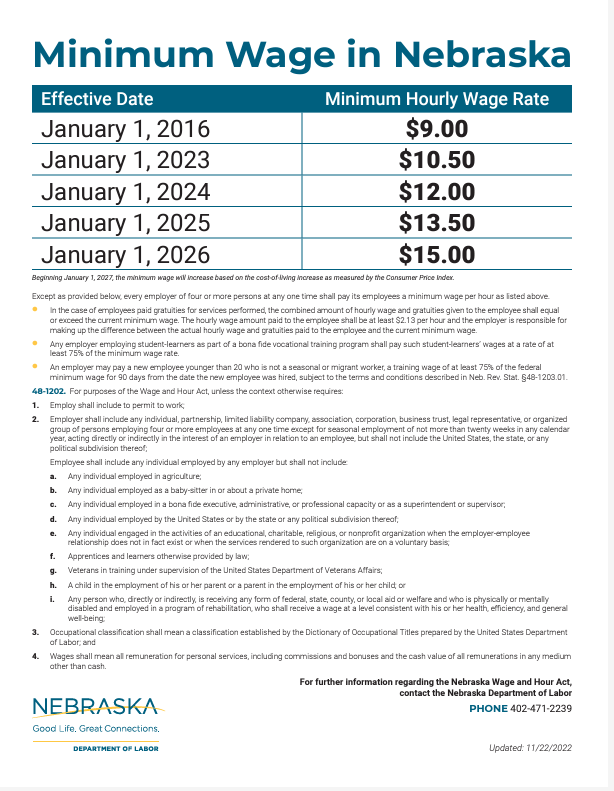 Minimum Wage in Nebraska
Effective Date Minimum Hourly Wage Rate
January 1, 2016 $9.00
January 1, 2023 $10.50
January 1, 2024 $12.00
January 1, 2025 $13.50
January 1, 2026 $15.00
Beginning January 1, 2027, the minimum wage will increase based on the cost-of-living increase as measured by the Consumer Price Index.
Except as provided below, every employer of four or more persons at any one time shall pay its employees a minimum wage per hour as listed above.
• In the case of employees paid gratuities for services performed, the combined amount of hourly wage and gratuities given to the employee shall equal
or exceed the current minimum wage. The hourly wage amount paid to the employee shall be at least $2.13 per hour and the employer is responsible for
making up the difference between the actual hourly wage and gratuities paid to the employee and the current minimum wage.
• Any employer employing student-learners as part of a bona fide vocational training program shall pay such student-learners' wages at a rate of at
least 75% of the minimum wage rate.
• An employer may pay a new employee younger than 20 who is not a seasonal or migrant worker, a training wage of at least 75% of the federal
minimum wage for 90 days from the date the new employee was hired, subject to the terms and conditions described in Neb. Rev. Stat. §48-1203.01.
48-1202. For purposes of the Wage and Hour Act, unless the context otherwise requires:
1. Employ shall include to permit to work;
2. Employer shall include any individual, partnership, limited liability company, association, corporation, business trust, legal representative, or organized
group of persons employing four or more employees at any one time except for seasonal employment of not more than twenty weeks in any calendar
year, acting directly or indirectly in the interest of an employer in relation to an employee, but shall not include the United States, the state, or any
political subdivision thereof;
Employee shall include any individual employed by any employer but shall not include:
a. Any individual employed in agriculture;
b. Any individual employed as a baby-sitter in or about a private home;
c. Any individual employed in a bona fide executive, administrative, or professional capacity or as a superintendent or supervisor;
d. Any individual employed by the United States or by the state or any political subdivision thereof;
e. Any individual engaged in the activities of an educational, charitable, religious, or nonprofit organization when the employer-employee
relationship does not in fact exist or when the services rendered to such organization are on a voluntary basis;
f. Apprentices and learners otherwise provided by law;
g. Veterans in training under supervision of the United States Department of Veterans Affairs;
h. A child in the employment of his or her parent or a parent in the employment of his or her child; or
i. Any person who, directly or indirectly, is receiving any form of federal, state, county, or local aid or welfare and who is physically or mentally
disabled and employed in a program of rehabilitation, who shall receive a wage at a level consistent with his or her health, efficiency, and general
well-being;
3. Occupational classification shall mean a classification established by the Dictionary of Occupational Titles prepared by the United States Department
of Labor; and
4. Wages shall mean all remuneration for personal services, including commissions and bonuses and the cash value of all remunerations in any medium
other than cash.
For further information regarding the Nebraska Wage and Hour Act,
contact the Nebraska Department of Labor
PHONE 402-471-2239
NEBRASKA
Good Life. Great Connections.
DEPARTMENT OF LABOR
Updated: 11/22/2022